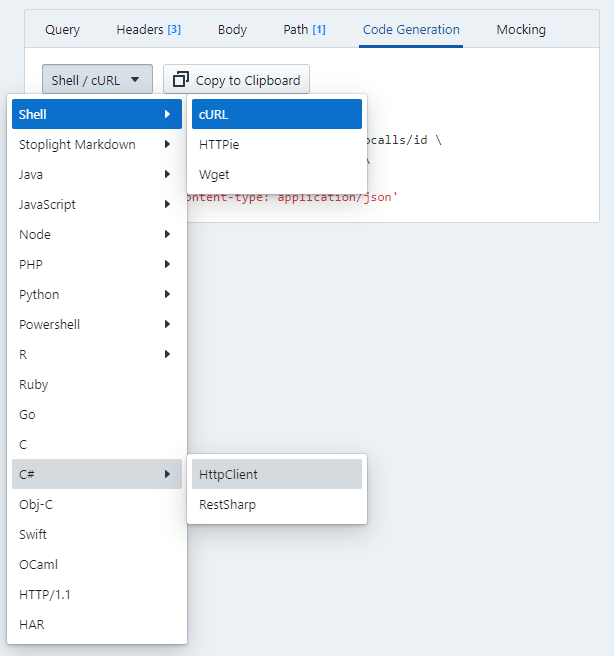 Query Headers [3] Body Path [1] Code Generation Mocking
Shell / cURL Copy to Clipboard
Shell
cURL
HTTPie
Wget
ocalls/id \
\
ontent-type: application/json'
Stoplight Markdown
Java
JavaScript
Node
PHP
Python
Powershell
R
Ruby
Go
C
C#
HttpClient
RestSharp
Obj-C
Swift
OCaml
HTTP/1.1
HAR